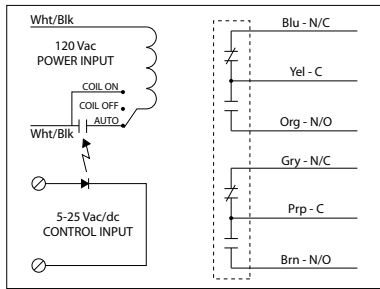 Wht/Blk
120 Vac
POWER INPUT
COIL ON
COIL OFF
AUTO
Wht/Blk
5-25 Vac/dc
CONTROL INPUT
Blu - N/C
Yel - C
Org - N/O
Gry - N/C
Prp - C
Brn - N/O